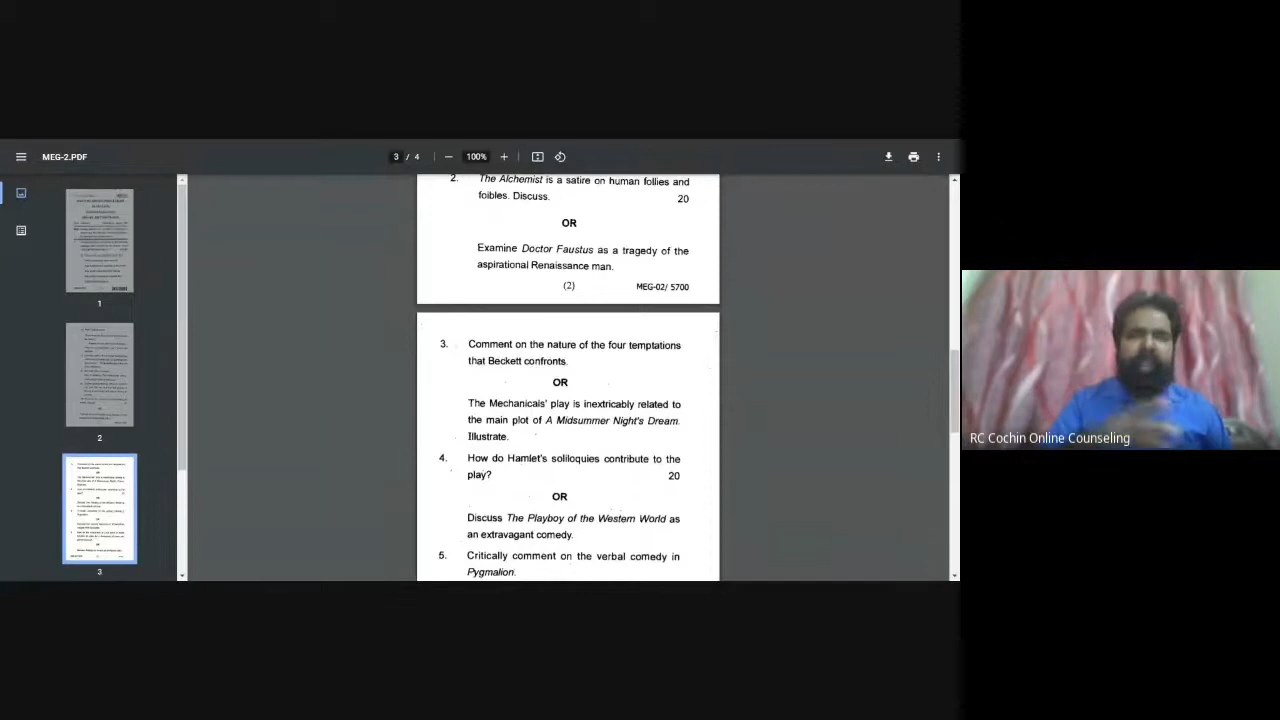 MEG-2.PDF
3 / 4
100%
2. The Alchemist is a satire on human follies and
foibles. Discuss. 20
OR
Examine Doctor Faustus as a tragedy of the
aspirational Renaissance man.
(2) MEG-02/ 5700
3. Comment on the nature of the four temptations
that Beckett confronts.
OR
The Mechanicals' play is inextricably related to
the main plot of A Midsummer Night's Dream.
Illustrate.
4. How do Hamlet's soliloquies contribute to the
play? 20
OR
Discuss The Playboy of the Western World as
an extravagant comedy.
5. Critically comment on the verbal comedy in
Pygmalion.
1
2
3
RC Cochin Online Counseling